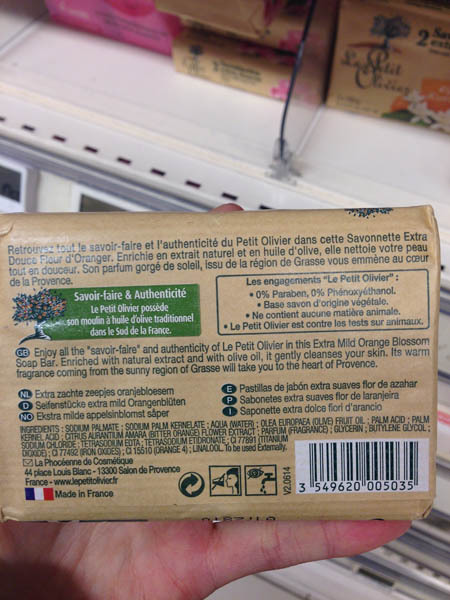 2
Le Petit
Olivier
Retrouvez tout le savoir-faire et l'authenticité du Petit Olivier dans cette Savonnette Extra
Douce Fleur d'Oranger. Enrichie en extrait naturel et en huile d'olive, elle nettoie votre peau
tout en douceur. Son parfum gorgé de soleil, issu de la région de Grasse vous emmène au cœur
de la Provence.
Savoir-faire & Authenticité
Le Petit Olivier possède
son moulin à huile d'olive traditionnel
dans le Sud de la France.
Les engagements "Le Petit Olivier" :
• 0% Paraben, 0% Phénoxyéthanol.
• Base savon d'origine végétale.
• Ne contient aucune matière animale.
• Le Petit Olivier est contre les tests sur animaux.
GB Enjoy all the "savoir-faire" and authenticity of Le Petit Olivier in this Extra Mild Orange Blossom
Soap Bar. Enriched with natural extract and with olive oil, it gently cleanses your skin. Its warm
fragrance coming from the sunny region of Grasse will take you to the heart of Provence.
NL Extra zachte zeepjes oranjebloesem
D Seifenstücke extra mild Orangenblüten
NO Ekstra milde appelsinblomst såper
E Pastillas de jabón extra suaves flor de azahar
P Sabonetes extra suaves flor de laranjeira
I Saponette extra dolce fiori d'arancio
INGREDIENTS : SODIUM PALMATE ; SODIUM PALM KERNELATE ; AQUA (WATER) ; OLEA EUROPAEA (OLIVE) FRUIT OIL ; PALM ACID ; PALM
KERNEL ACID ; CITRUS AURANTIUM AMARA (BITTER ORANGE) FLOWER EXTRACT ; PARFUM (FRAGRANCE) ; GLYCERIN ; BUTYLENE GLYCOL ;
SODIUM CHLORIDE ; TETRASODIUM EDTA ; TETRASODIUM ETIDRONATE ; CI 77891 (TITANIUM
DIOXIDE) ; CI 77492 (IRON OXIDES) ; CI 15510 (ORANGE 4) ; LINALOOL. To be used Externally.
La Phocéenne de Cosmétique
44 place Louis Blanc - 13300 Salon de Provence
France - www.lepetitolivier.fr
Made in France
V2.0614
3 549620 005035